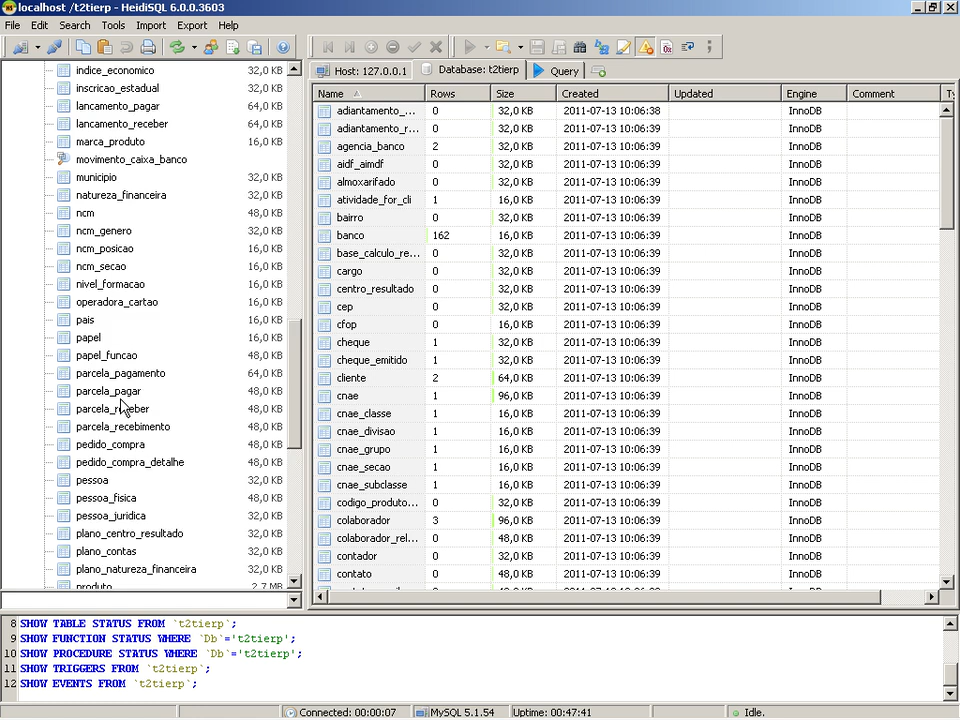 localhost /t2tierp - HeidiSQL 6.0.0.3603
File Edit Search Tools Import Export Help
Host: 127.0.0.1 Database: t2tierp Query
indice_economico 32,0 KB
inscricao_estadual 32,0 KB
lancamento_pagar 64,0 KB
lancamento_receber 64,0 KB
marca_produto 16,0 KB
movimento_caixa_banco
municipio 32,0 KB
natureza_financeira 32,0 KB
ncm 48,0 KB
ncm_genero 32,0 KB
ncm_posicao 16,0 KB
ncm_secao 16,0 KB
nivel_formacao 16,0 KB
operadora_cartao 16,0 KB
pais 16,0 KB
papel 16,0 KB
papel_funcao 48,0 KB
parcela_pagamento 64,0 KB
parcela_pagar 48,0 KB
parcela_receber 48,0 KB
parcela_recebimento 48,0 KB
pedido_compra 48,0 KB
pedido_compra_detalhe 48,0 KB
pessoa 32,0 KB
pessoa_fisica 48,0 KB
pessoa_juridica 32,0 KB
plano_centro_resultado 32,0 KB
plano_contas 32,0 KB
plano_natureza_financeira 32,0 KB
produto 2,7 MB
Name Rows Size Created Updated Engine Comment
adiantamento_... 0 32,0 KB 2011-07-13 10:06:38 InnoDB
adiantamento_r... 0 32,0 KB 2011-07-13 10:06:39 InnoDB
agencia_banco 2 32,0 KB 2011-07-13 10:06:39 InnoDB
aidf_aimdf 0 32,0 KB 2011-07-13 10:06:39 InnoDB
almoxarifado 0 32,0 KB 2011-07-13 10:06:39 InnoDB
atividade_for_cli 1 16,0 KB 2011-07-13 10:06:39 InnoDB
bairro 0 32,0 KB 2011-07-13 10:06:39 InnoDB
banco 162 16,0 KB 2011-07-13 10:06:39 InnoDB
base_calculo_re... 0 32,0 KB 2011-07-13 10:06:39 InnoDB
cargo 0 32,0 KB 2011-07-13 10:06:39 InnoDB
centro_resultado 0 32,0 KB 2011-07-13 10:06:39 InnoDB
cep 0 32,0 KB 2011-07-13 10:06:39 InnoDB
cfop 0 16,0 KB 2011-07-13 10:06:39 InnoDB
cheque 1 32,0 KB 2011-07-13 10:06:39 InnoDB
cheque_emitido 1 32,0 KB 2011-07-13 10:06:39 InnoDB
cliente 2 64,0 KB 2011-07-13 10:06:39 InnoDB
cnae 1 96,0 KB 2011-07-13 10:06:39 InnoDB
cnae_classe 1 16,0 KB 2011-07-13 10:06:39 InnoDB
cnae_divisao 1 16,0 KB 2011-07-13 10:06:39 InnoDB
cnae_grupo 1 16,0 KB 2011-07-13 10:06:39 InnoDB
cnae_secao 1 16,0 KB 2011-07-13 10:06:39 InnoDB
cnae_subclasse 1 16,0 KB 2011-07-13 10:06:39 InnoDB
codigo_produto... 0 32,0 KB 2011-07-13 10:06:39 InnoDB
colaborador 3 96,0 KB 2011-07-13 10:06:39 InnoDB
colaborador_rel... 0 48,0 KB 2011-07-13 10:06:39 InnoDB
contador 0 32,0 KB 2011-07-13 10:06:39 InnoDB
contato 0 48,0 KB 2011-07-13 10:06:39 InnoDB
8 SHOW TABLE STATUS FROM `t2tierp`;
9 SHOW FUNCTION STATUS WHERE `Db`='t2tierp';
10 SHOW PROCEDURE STATUS WHERE `Db`='t2tierp';
11 SHOW TRIGGERS FROM `t2tierp`;
12 SHOW EVENTS FROM `t2tierp`;
Connected: 00:00:07 MySQL 5.1.54 Uptime: 00:47:41 Idle.